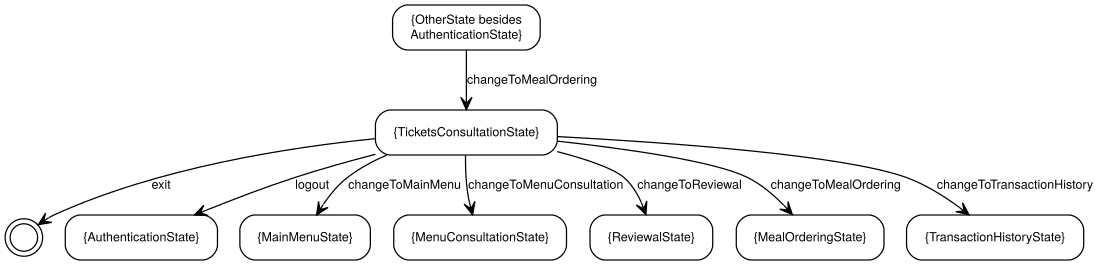 {OtherState besides
AuthenticationState}
changeToMealOrdering
{TicketsConsultationState}
exit
logout
changeToMainMenu
changeToMenuConsultation
changeToReviewal
changeToMealOrdering
changeToTransactionHistory
{AuthenticationState}
{MainMenuState}
{MenuConsultationState}
{ReviewalState}
{MealOrderingState}
{TransactionHistoryState}